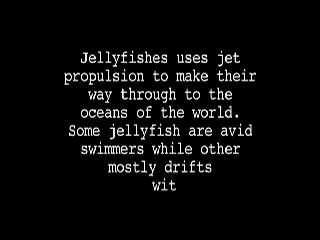 Jellyfishes uses jet
propulsion to make their
way through to the
oceans of the world.
Some jellyfish are avid
swimmers while other
mostly drifts
wit